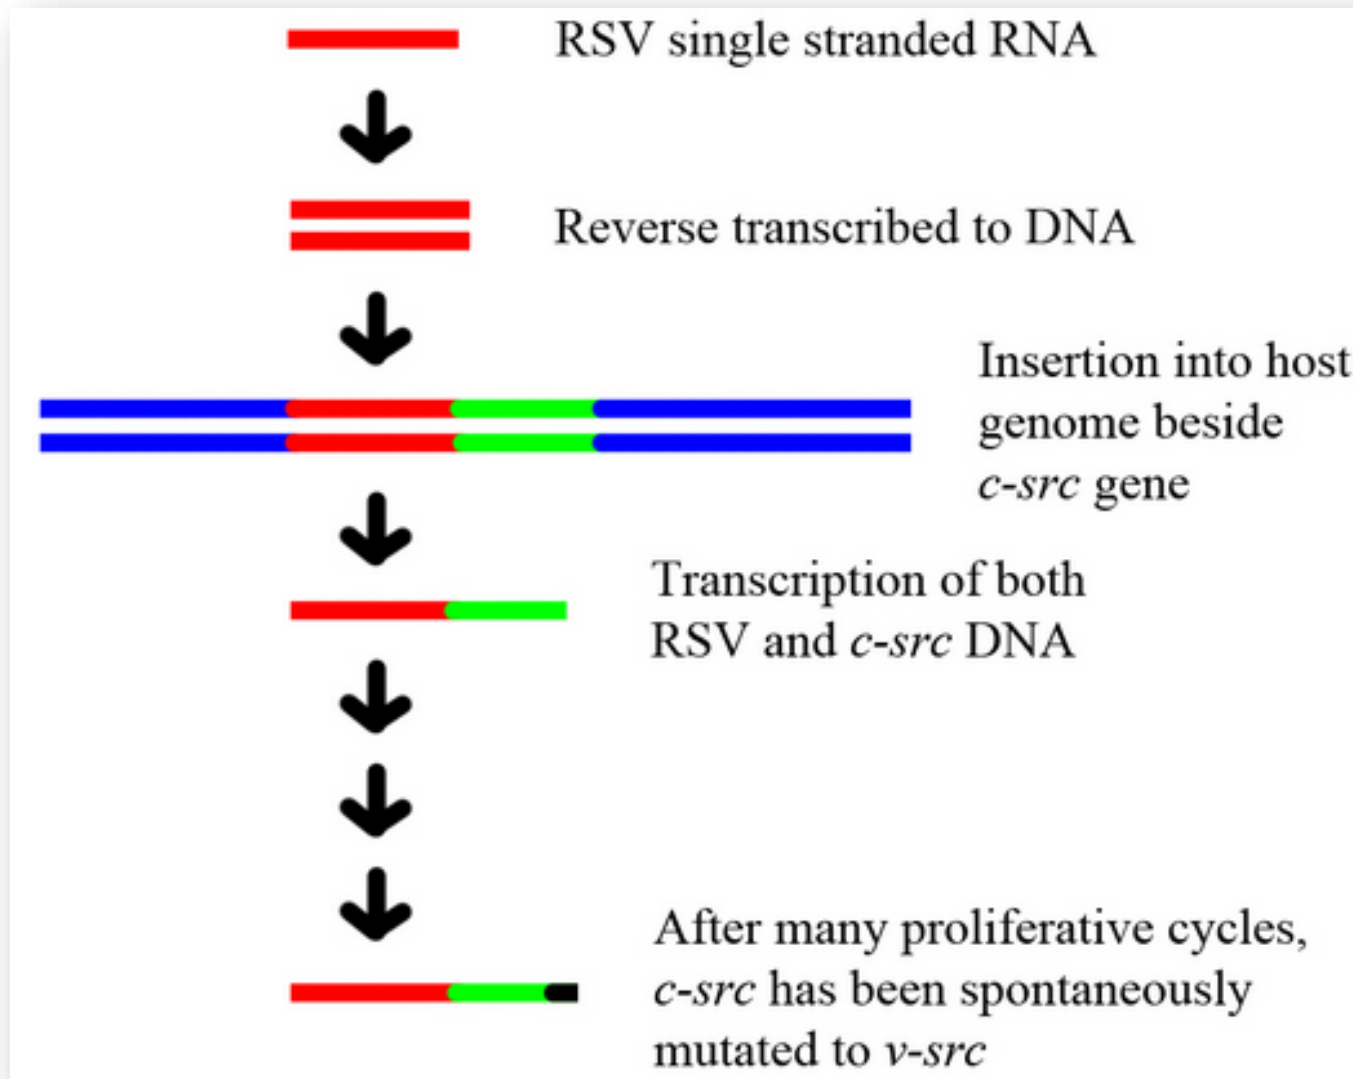 RSV single stranded RNA
Reverse transcribed to DNA
Insertion into host
genome beside
c-src gene
Transcription of both
RSV and c-src DNA
After many proliferative cycles,
c-src has been spontaneously
mutated to v-src